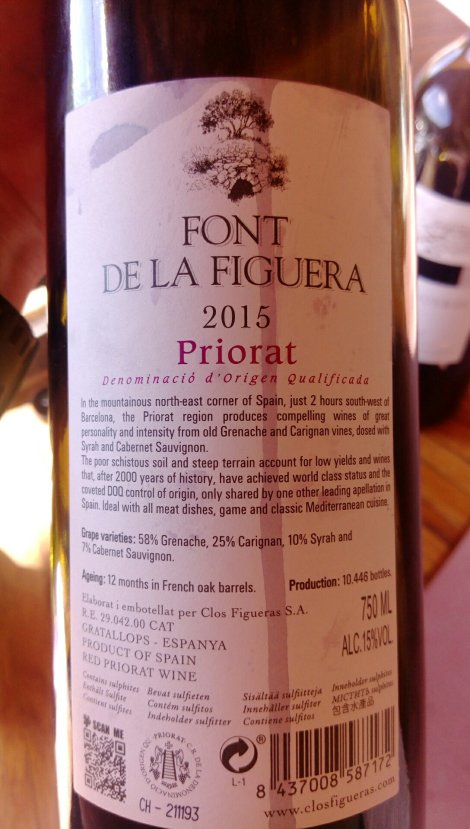 FONT
DE LA FIGUERA
2015
Priorat
Denominació d'Origen Qualificada
In the mountainous north-east corner of Spain, just 2 hours south-west of
Barcelona, the Priorat region produces compelling wines of great
personality and intensity from old Grenache and Carignan vines, dosed with
Syrah and Cabernet Sauvignon.
The poor schistous soil and steep terrain account for low yields and wines
that, after 2000 years of history, have achieved world class status and the
coveted DOQ control of origin, only shared by one other leading apellation in
Spain. Ideal with all meat dishes, game and classic Mediterranean cuisine.
Grape varieties: 58% Grenache, 25% Carignan, 10% Syrah and
7% Cabernet Sauvignon.
Ageing: 12 months in French oak barrels. Production: 10.446 bottles.
Elaborat i embotellat per Clos Figueras S.A.
R.E. 29.042.00 CAT
GRATALLOPS - ESPANYA
PRODUCT OF SPAIN
RED PRIORAT WINE
750 ML
ALC.15%VOL.
Contains sulphites Bevat sulfieten Sisältää sulfiitteja Inneholder sulphites
Enthält Sulfite Contém sulfitos Innehåller sulfiter МІСТИТЬ sulphites
Contient sulfites Indeholder sulfitter Contiene sulfitos
SCAN ME
PRIORAT
CH - 211193
L-1
8 437008 587172
www.closfigueras.com